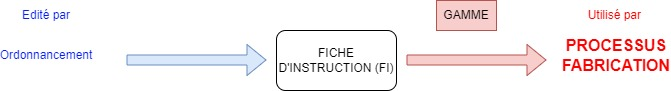 Edité par
Ordonnancement
FICHE
D'INSTRUCTION (FI)
GAMME
Utilisé par
PROCESSUS
FABRICATION